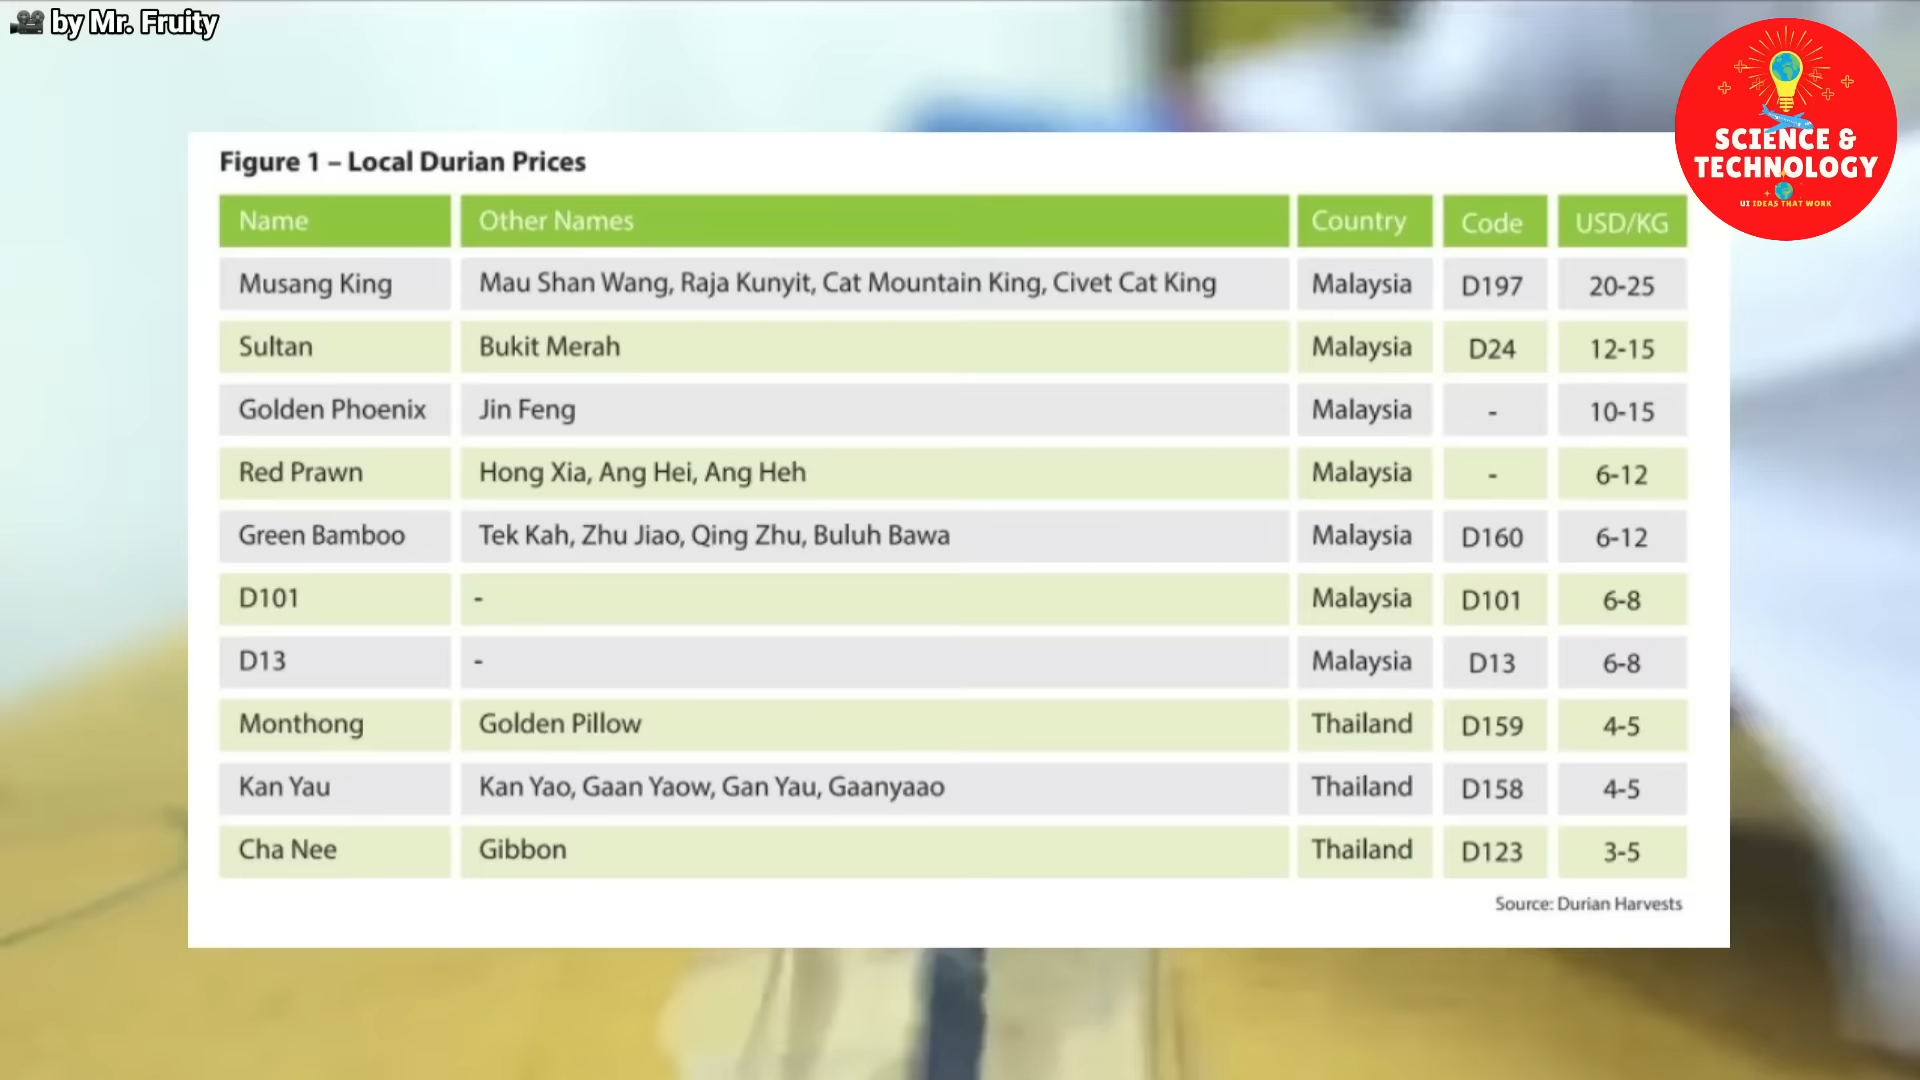 by Mr. Fruity
SCIENCE &
TECHNOLOGY
UI IDEAS THAT WORK
Figure 1 – Local Durian Prices
Name Other Names Country Code USD/KG
Musang King Mau Shan Wang, Raja Kunyit, Cat Mountain King, Civet Cat King Malaysia D197 20-25
Sultan Bukit Merah Malaysia D24 12-15
Golden Phoenix Jin Feng Malaysia - 10-15
Red Prawn Hong Xia, Ang Hei, Ang Heh Malaysia - 6-12
Green Bamboo Tek Kah, Zhu Jiao, Qing Zhu, Buluh Bawa Malaysia D160 6-12
D101 - Malaysia D101 6-8
D13 - Malaysia D13 6-8
Monthong Golden Pillow Thailand D159 4-5
Kan Yau Kan Yao, Gaan Yaow, Gan Yau, Gaanyaao Thailand D158 4-5
Cha Nee Gibbon Thailand D123 3-5
Source: Durian Harvests